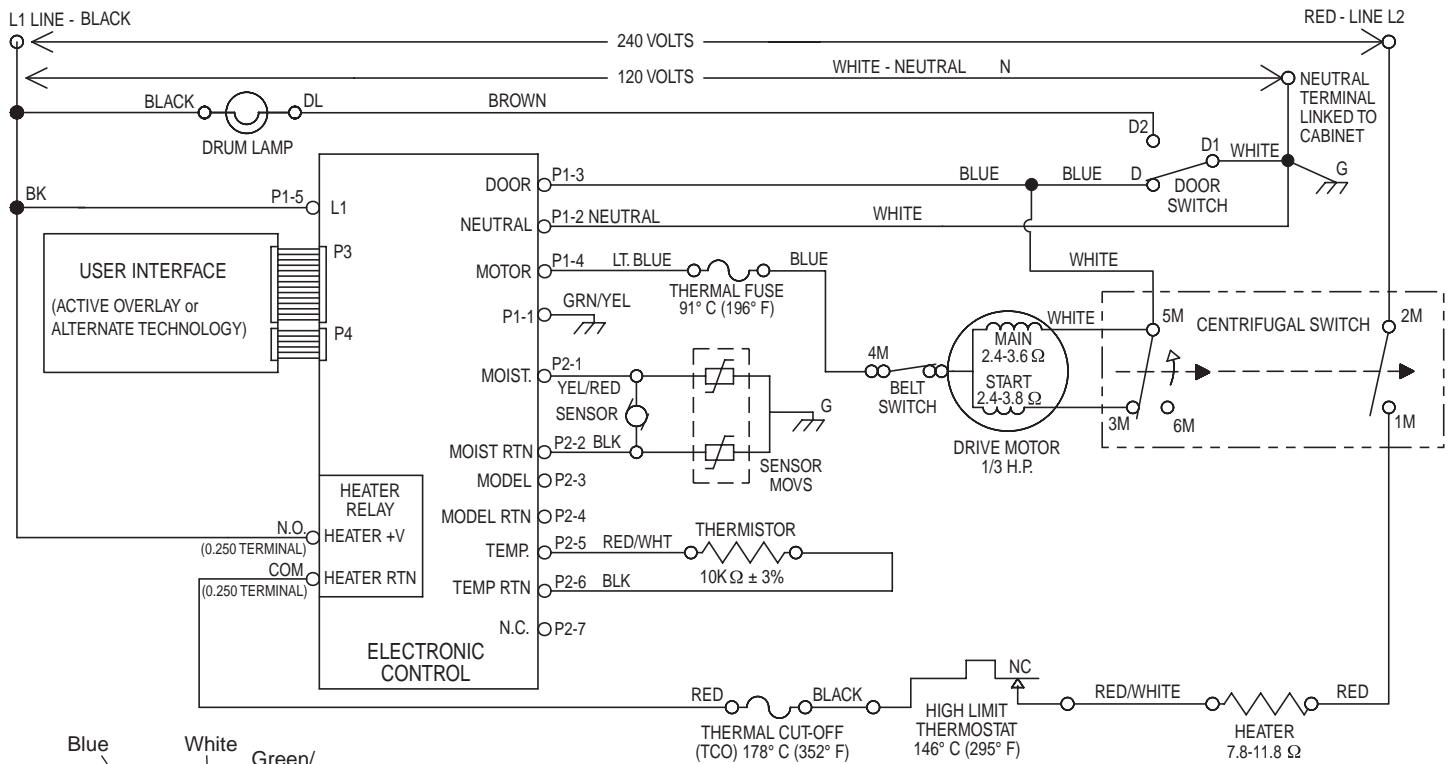 L1 LINE - BLACK
RED - LINE L2
240 VOLTS
120 VOLTS
WHITE - NEUTRAL N
NEUTRAL
TERMINAL
LINKED TO
CABINET
BLACK
DL
BROWN
DRUM LAMP
D2
D1
WHITE
G
BK
P1-5
L1
DOOR
P1-3
BLUE
BLUE
D
DOOR
SWITCH
NEUTRAL
P1-2 NEUTRAL
WHITE
P3
USER INTERFACE
(ACTIVE OVERLAY or
ALTERNATE TECHNOLOGY)
P4
MOTOR
P1-4
LT. BLUE
BLUE
THERMAL FUSE
91° C (196° F)
WHITE
P1-1
GRN/YEL
WHITE
5M
CENTRIFUGAL SWITCH
2M
MAIN
2.4-3.6 Ω
START
2.4-3.8 Ω
4M
BELT
SWITCH
3M
6M
1M
DRIVE MOTOR
1/3 H.P.
MOIST.
P2-1
YEL/RED
SENSOR
G
MOIST RTN
P2-2 BLK
SENSOR
MOVS
MODEL
P2-3
HEATER
RELAY
MODEL RTN
P2-4
N.O.
(0.250 TERMINAL)
HEATER +V
TEMP.
P2-5
RED/WHT
THERMISTOR
10K Ω ± 3%
COM
(0.250 TERMINAL)
HEATER RTN
TEMP RTN
P2-6
BLK
N.C.
P2-7
ELECTRONIC
CONTROL
RED
BLACK
THERMAL CUT-OFF
(TCO) 178° C (352° F)
NC
HIGH LIMIT
THERMOSTAT
146° C (295° F)
RED/WHITE
RED
HEATER
7.8-11.8 Ω
Blue
White
Green/